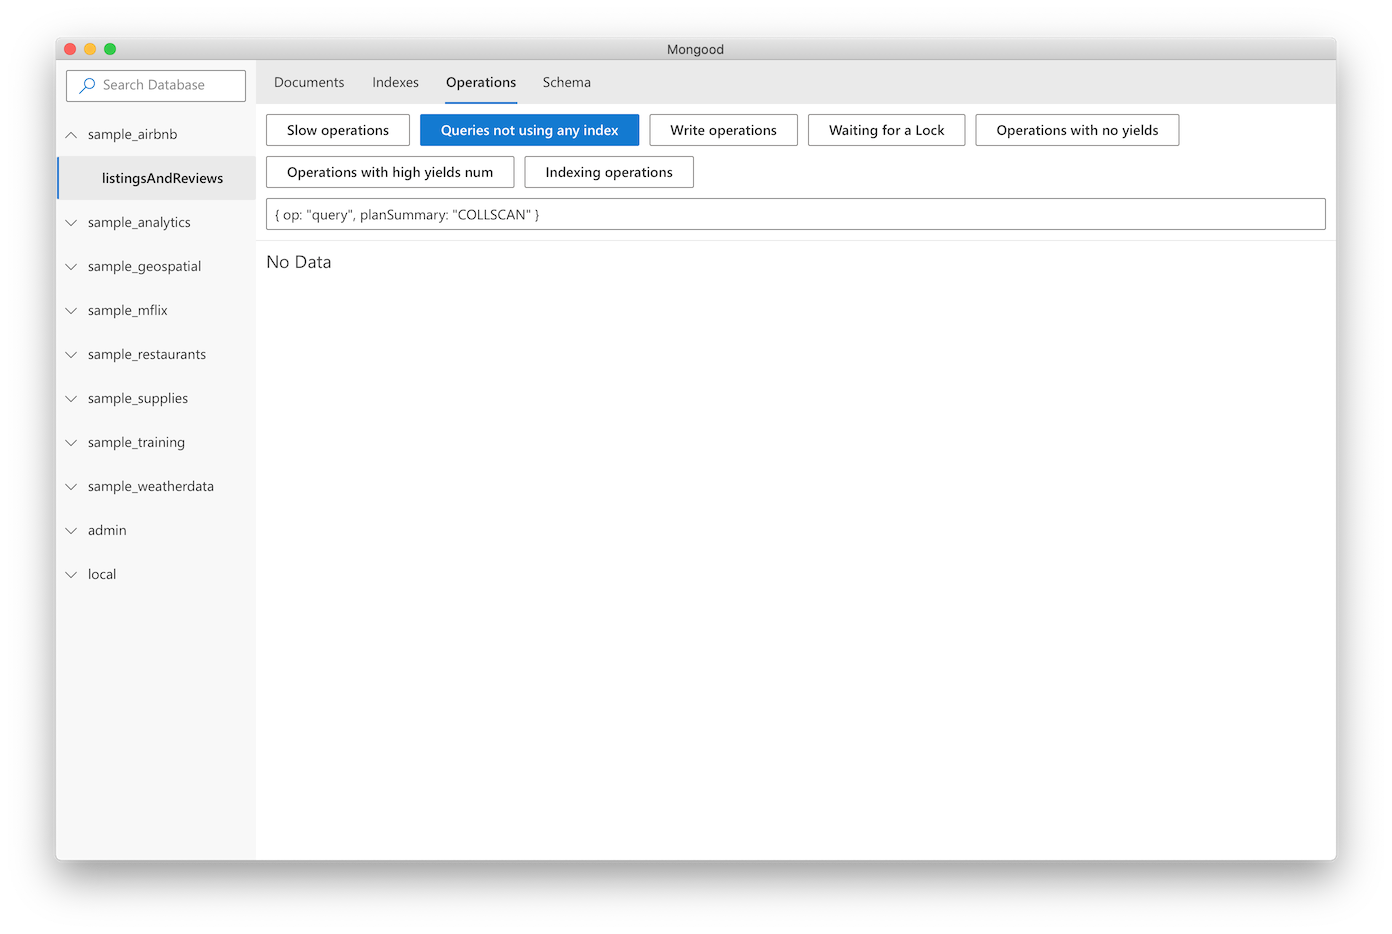 Mongood
Search Database
Documents Indexes Operations Schema
sample_airbnb
listingsAndReviews
sample_analytics
sample_geospatial
sample_mflix
sample_restaurants
sample_supplies
sample_training
sample_weatherdata
admin
local
Slow operations Queries not using any index Write operations Waiting for a Lock Operations with no yields
Operations with high yields num Indexing operations
{ op: "query", planSummary: "COLLSCAN" }
No Data